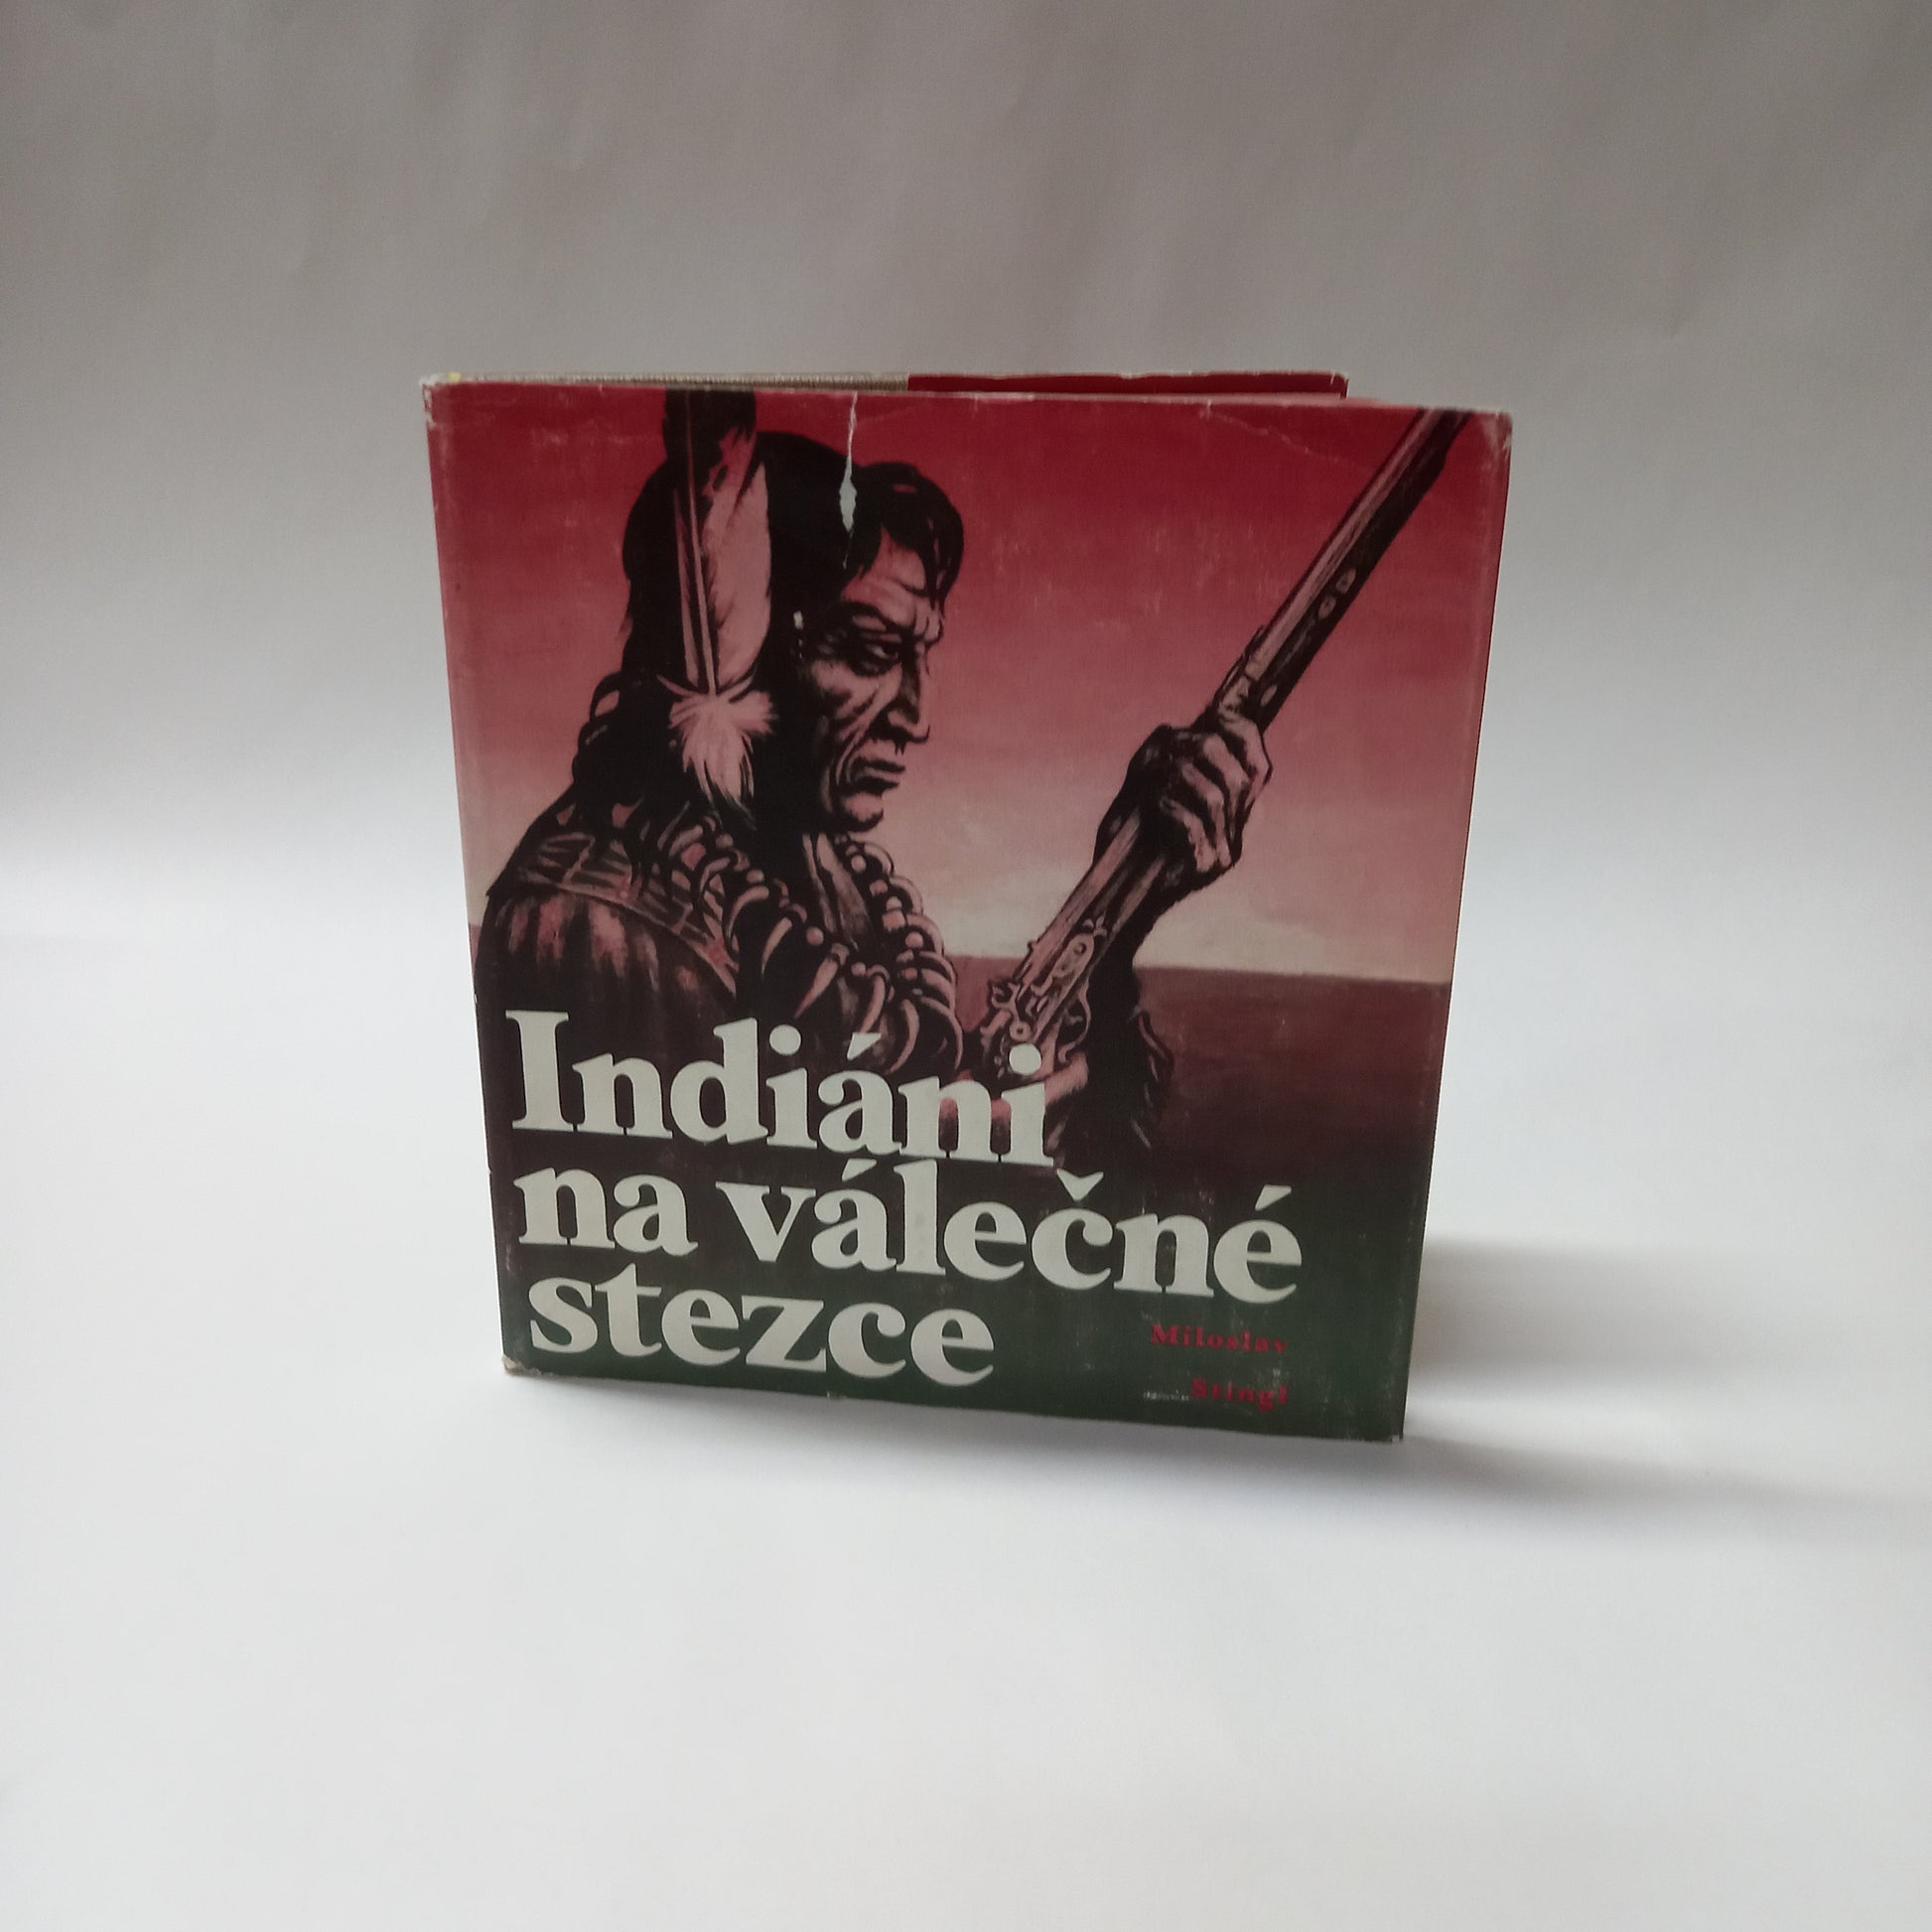 Indiáni
na válečné
stezce
Miloslav
Stingl